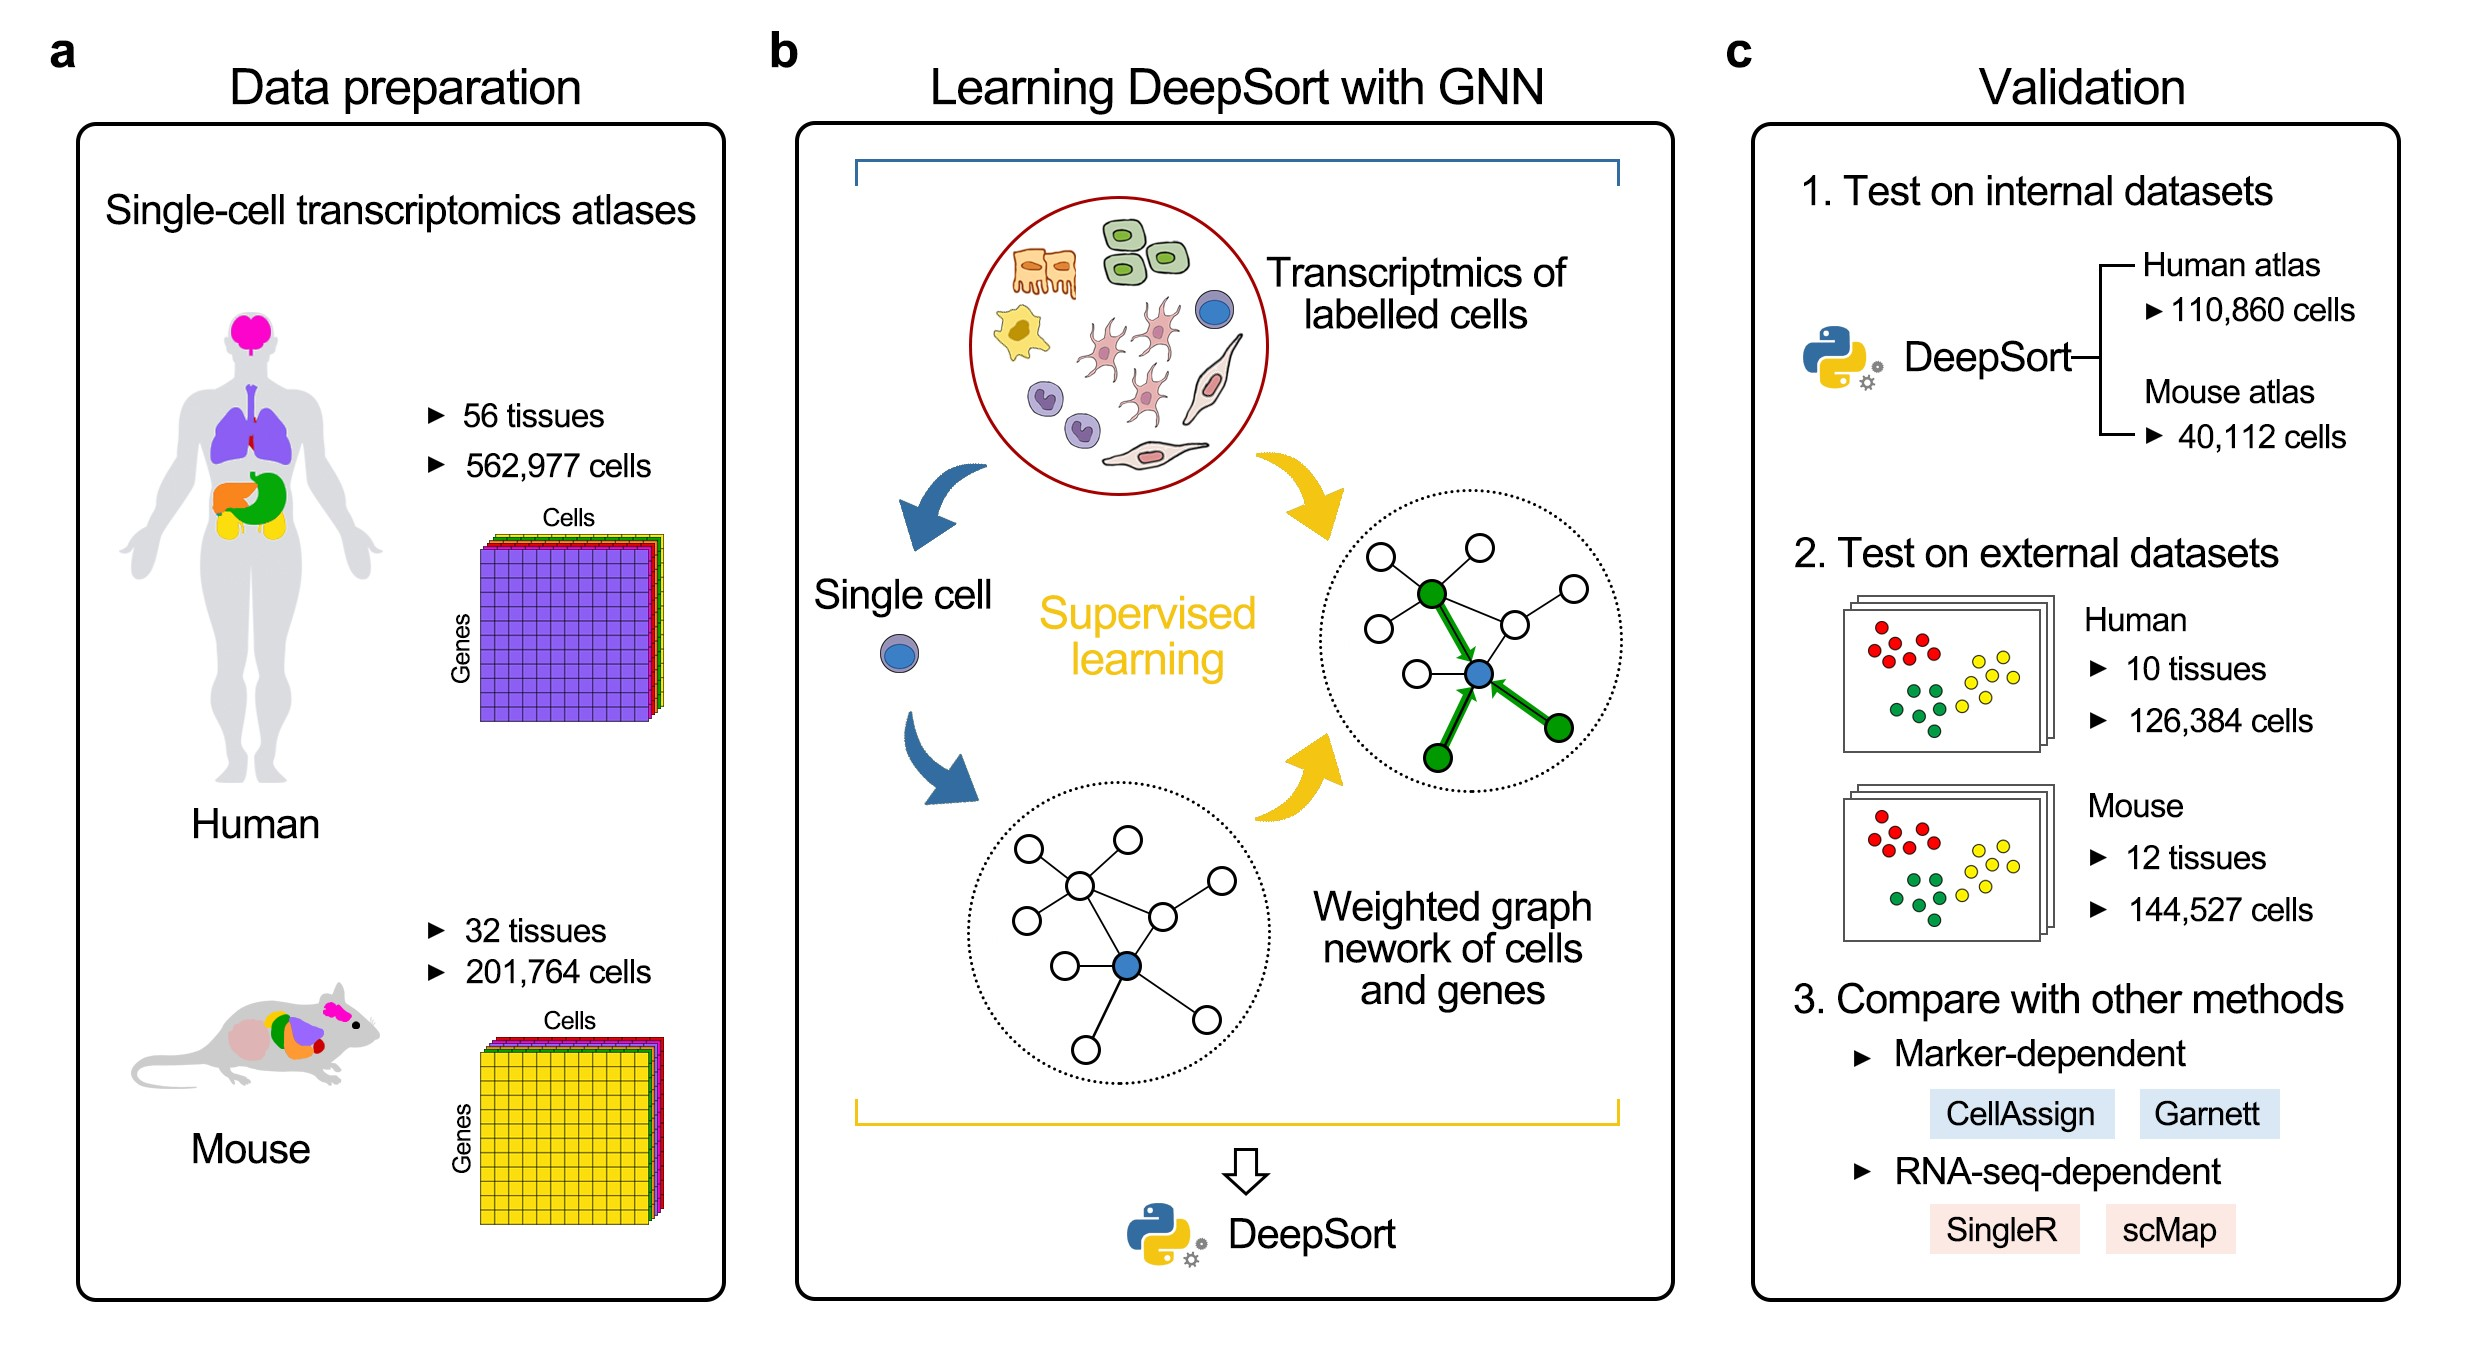 a
Data preparation
Single-cell transcriptomics atlases
► 56 tissues
► 562,977 cells
Cells
Genes
Human
► 32 tissues
► 201,764 cells
Cells
Genes
Mouse
b
Learning DeepSort with GNN
Transcriptmics of
labelled cells
Single cell
Supervised
learning
Weighted graph
nework of cells
and genes
DeepSort
c
Validation
1. Test on internal datasets
Human atlas
► 110,860 cells
DeepSort
Mouse atlas
► 40,112 cells
2. Test on external datasets
Human
► 10 tissues
► 126,384 cells
Mouse
► 12 tissues
► 144,527 cells
3. Compare with other methods
► Marker-dependent
CellAssign Garnett
► RNA-seq-dependent
SingleR scMap